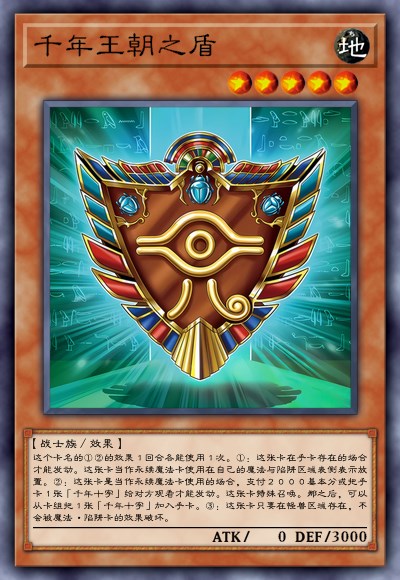 千年王朝之盾
地
【战士族／效果】
这个卡名的①②的效果1回合各能使用1次。①：这张卡在手卡存在的场合
才能发动。这张卡当作永续魔法卡使用在自己的魔法与陷阱区域表侧表示放
置。②：这张卡是当作永续魔法卡使用的场合，支付2000基本分或把手
卡1张「千年十字」给对方观看才能发动。这张卡特殊召唤。那之后，可以
从卡组把1张「千年十字」加入手卡。③：这张卡只要在怪兽区域存在，不
会被魔法·陷阱卡的效果破坏。
ATK/ 0 DEF/3000